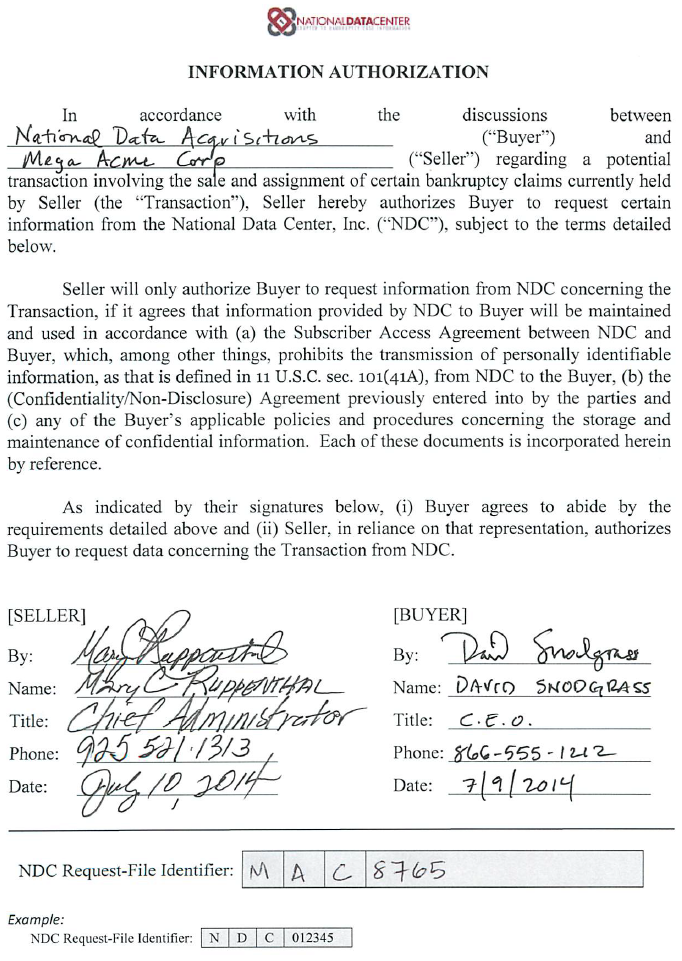 NATIONALDATACENTER
INFORMATION AUTHORIZATION
In accordance with the discussions between
National Data Acquisitions ("Buyer") and
Mega Acme Corp ("Seller") regarding a potential
transaction involving the sale and assignment of certain bankruptcy claims currently held
by Seller (the "Transaction"), Seller hereby authorizes Buyer to request certain
information from the National Data Center, Inc. ("NDC"), subject to the terms detailed
below.
Seller will only authorize Buyer to request information from NDC concerning the
Transaction, if it agrees that information provided by NDC to Buyer will be maintained
and used in accordance with (a) the Subscriber Access Agreement between NDC and
Buyer, which, among other things, prohibits the transmission of personally identifiable
information, as that is defined in 11 U.S.C. sec. 101(41A), from NDC to the Buyer, (b) the
(Confidentiality/Non-Disclosure) Agreement previously entered into by the parties and
(c) any of the Buyer's applicable policies and procedures concerning the storage and
maintenance of confidential information. Each of these documents is incorporated herein
by reference.
As indicated by their signatures below, (i) Buyer agrees to abide by the
requirements detailed above and (ii) Seller, in reliance on that representation, authorizes
Buyer to request data concerning the Transaction from NDC.
[SELLER] [BUYER]
By: Mary C Ruppenthal By: David Snodgrass
Name: MARY C RUPPENTHAL Name: DAVID SNODGRASS
Title: Chief Administrator Title: C.E.O.
Phone: 925 521.1313 Phone: 866-555-1212
Date: July 10, 2014 Date: 7/9/2014
NDC Request-File Identifier: M A C 8765
Example:
NDC Request-File Identifier: N D C 012345